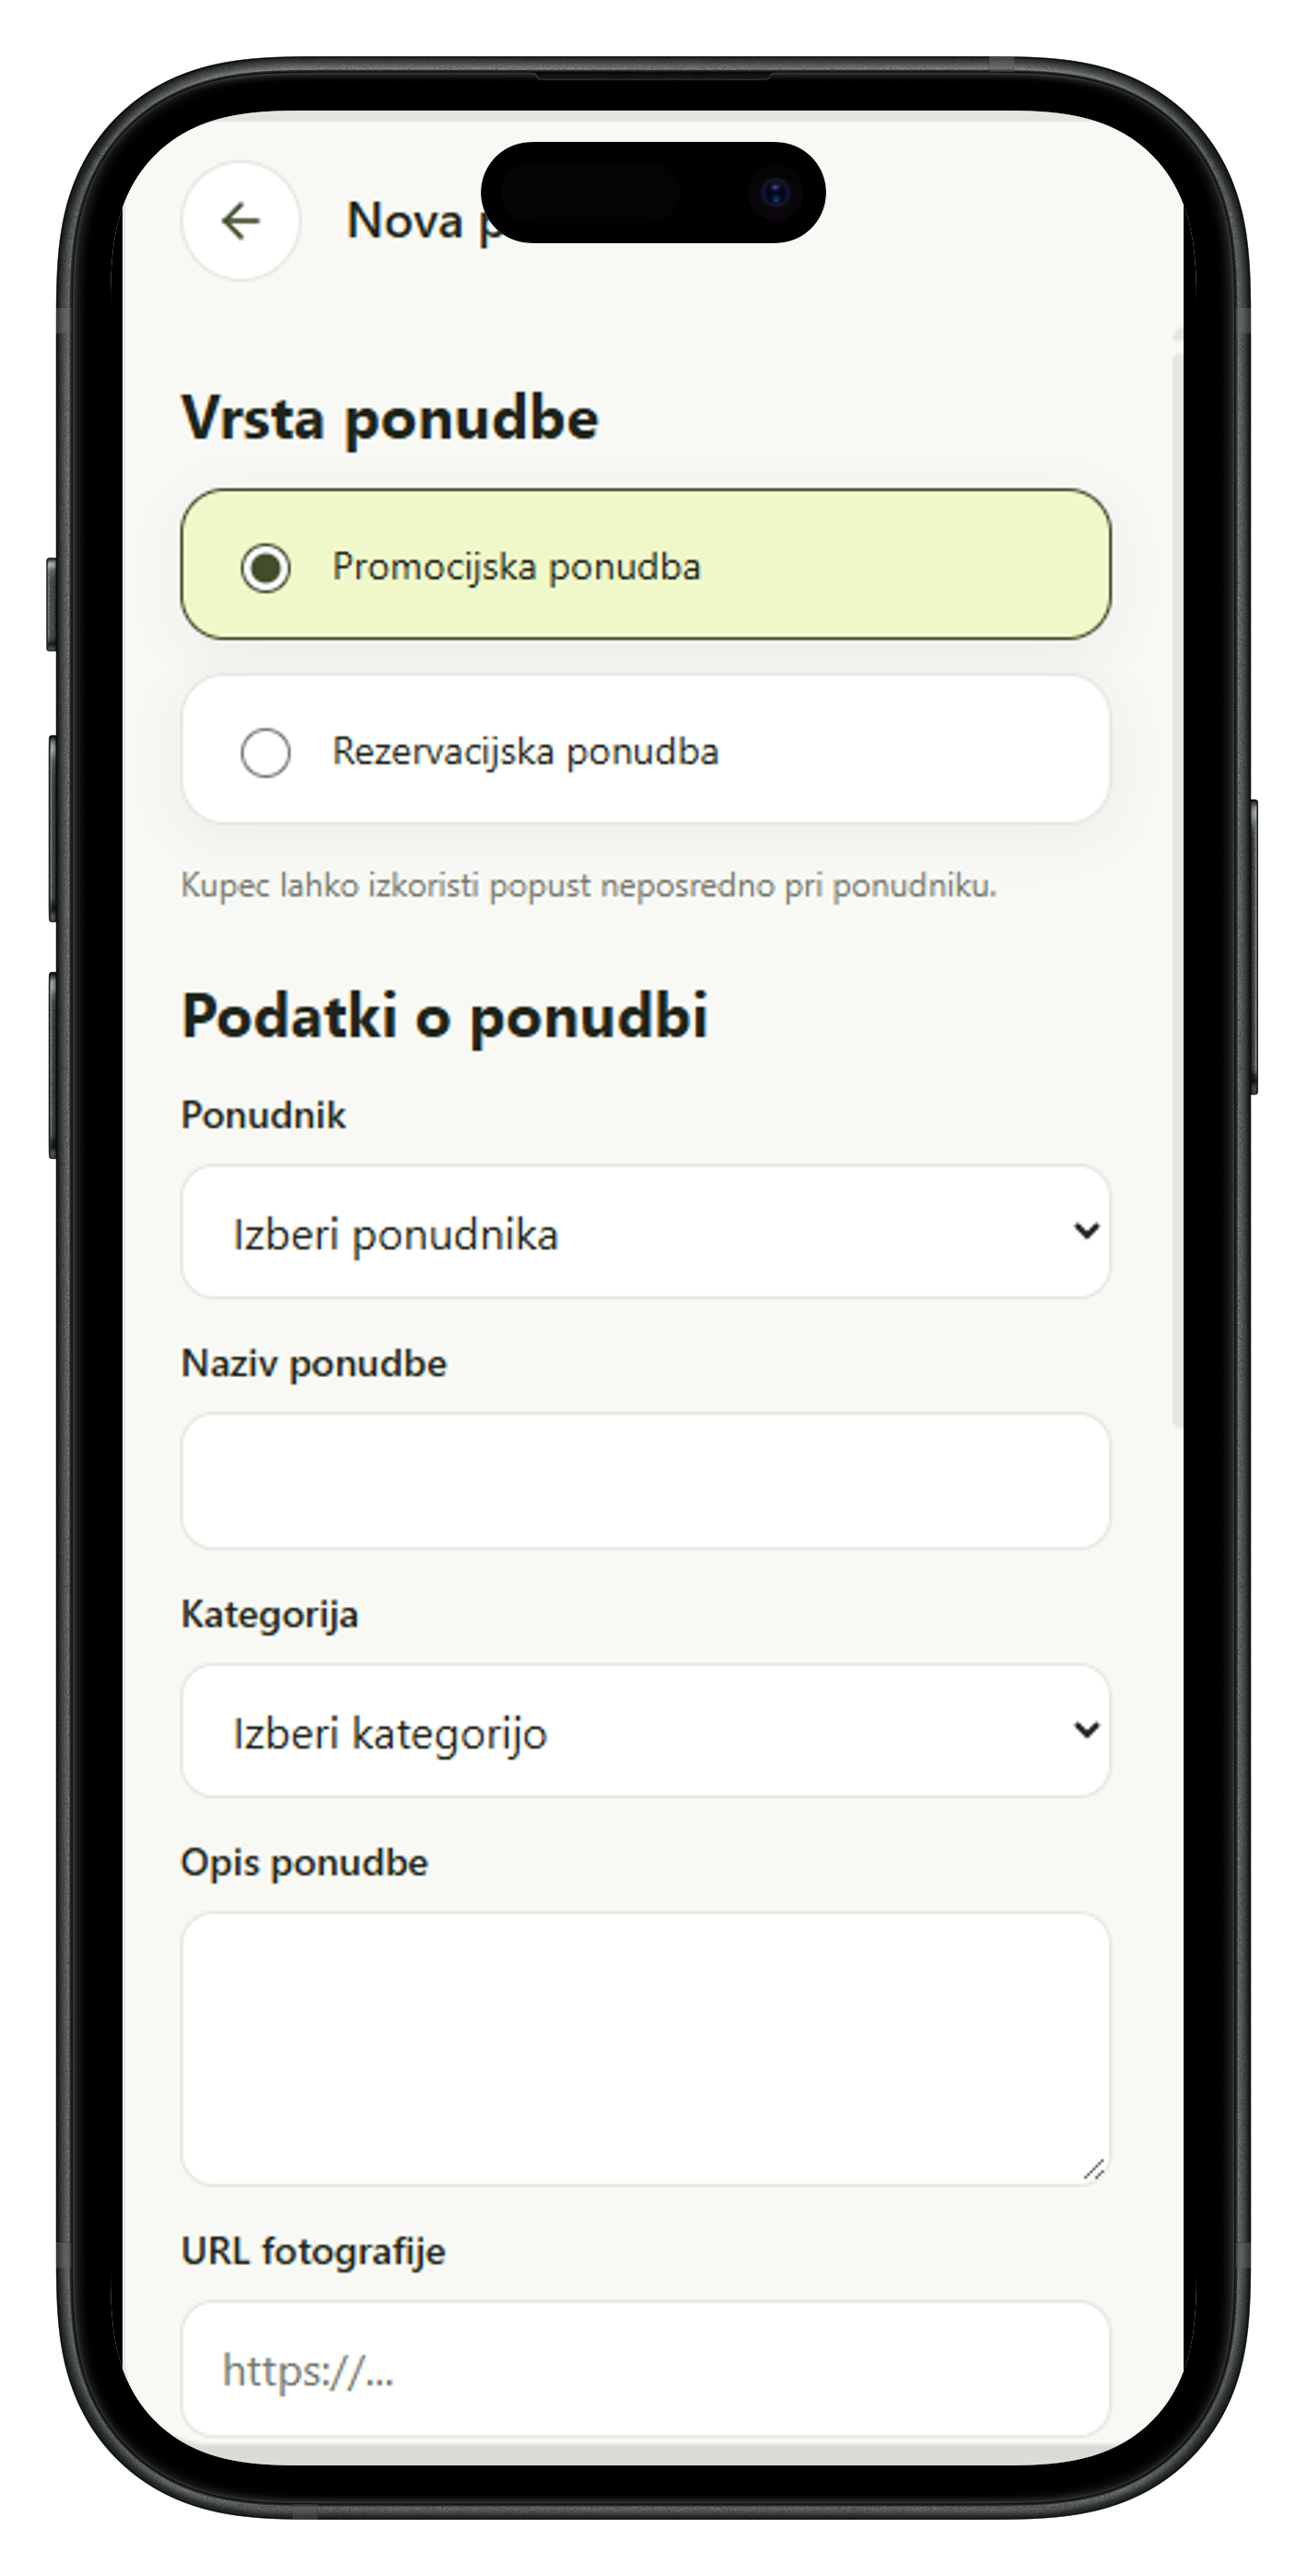 Nova
Vrsta ponudbe
Promocijska ponudba
Rezervacijska ponudba
Kupec lahko izkoristi popust neposredno pri ponudniku.
Podatki o ponudbi
Ponudnik
Izberi ponudnika
Naziv ponudbe
Kategorija
Izberi kategorijo
Opis ponudbe
URL fotografije
https://...